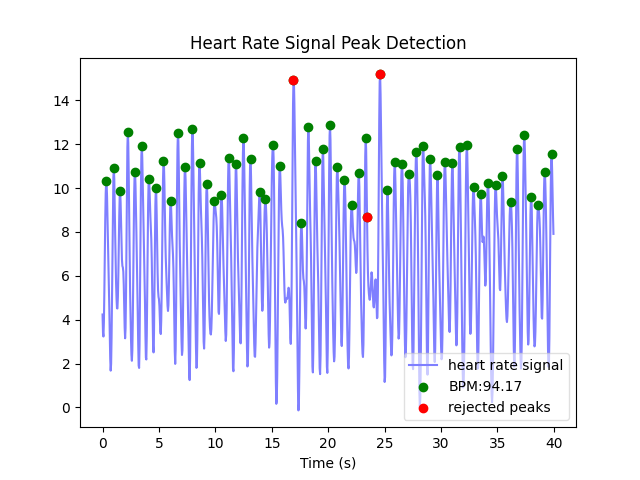 Heart Rate Signal Peak Detection
14
12
10
8
6
4
2
0
heart rate signal
BPM:94.17
rejected peaks
0 5 10 15 20 25 30 35 40
Time (s)